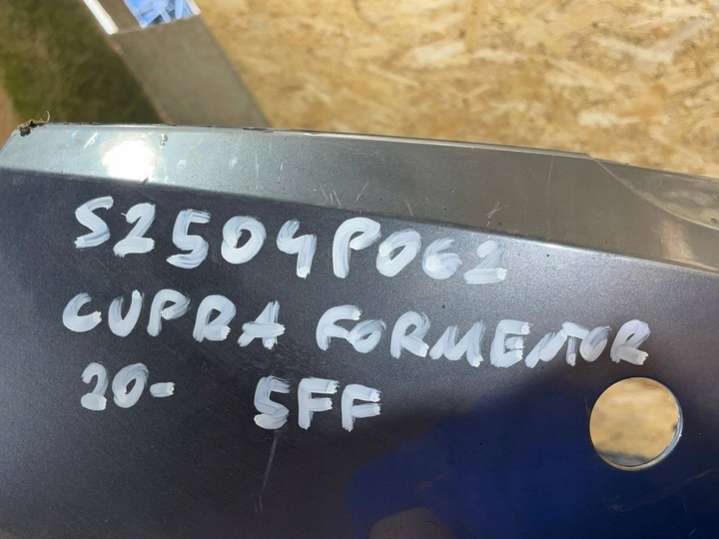 S2504P062
CUPRA FORMENTOR
20- 5FF